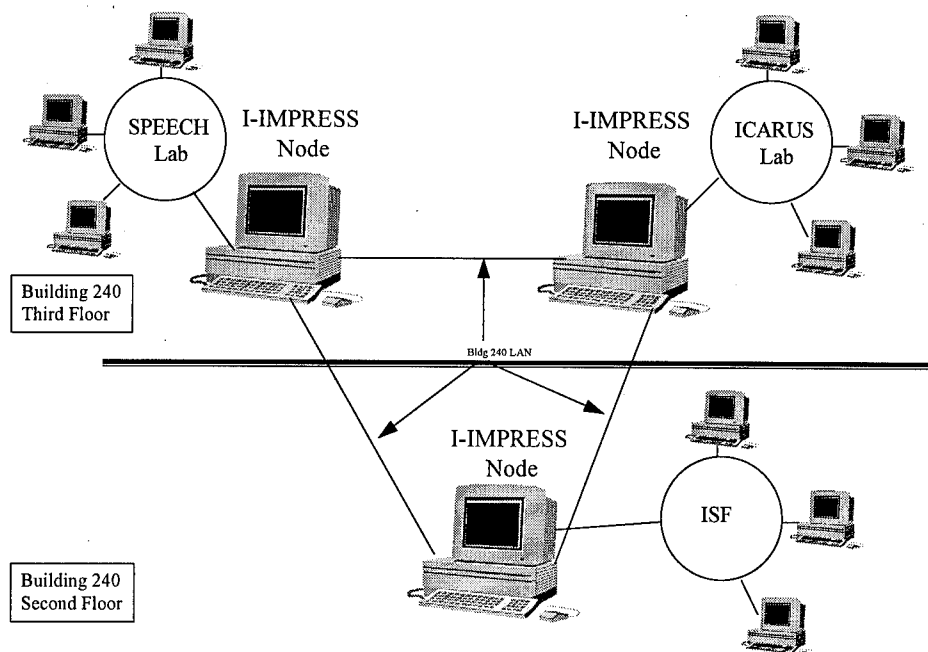 SPEECH
Lab
I-IMPRESS
Node
I-IMPRESS
Node
ICARUS
Lab
Building 240
Third Floor
Bldg 240 LAN
I-IMPRESS
Node
ISF
Building 240
Second Floor